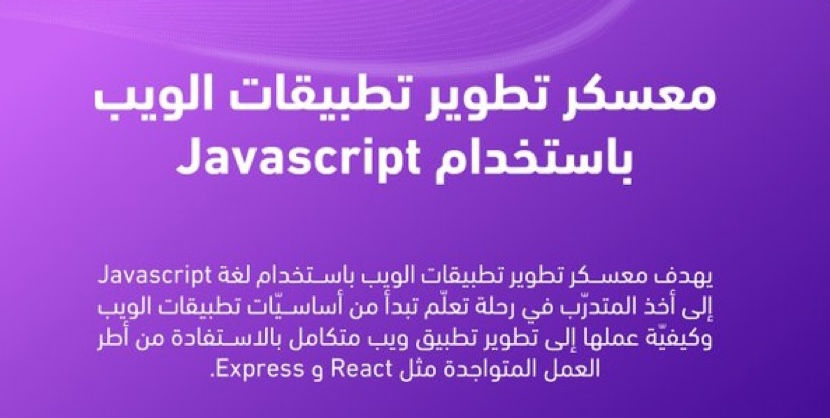 معسكر تطوير تطبيقات الويب
باستخدام Javascript
يهدف معسكر تطوير تطبيقات الويب باستخدام لغة Javascript
إلى أخذ المتدرّب في رحلة تعلّم تبدأ من أساسيّات تطبيقات الويب
وكيفيّة عملها إلى تطوير تطبيق ويب متكامل بالاستفادة من أطر
العمل المتواجدة مثل React و Express.